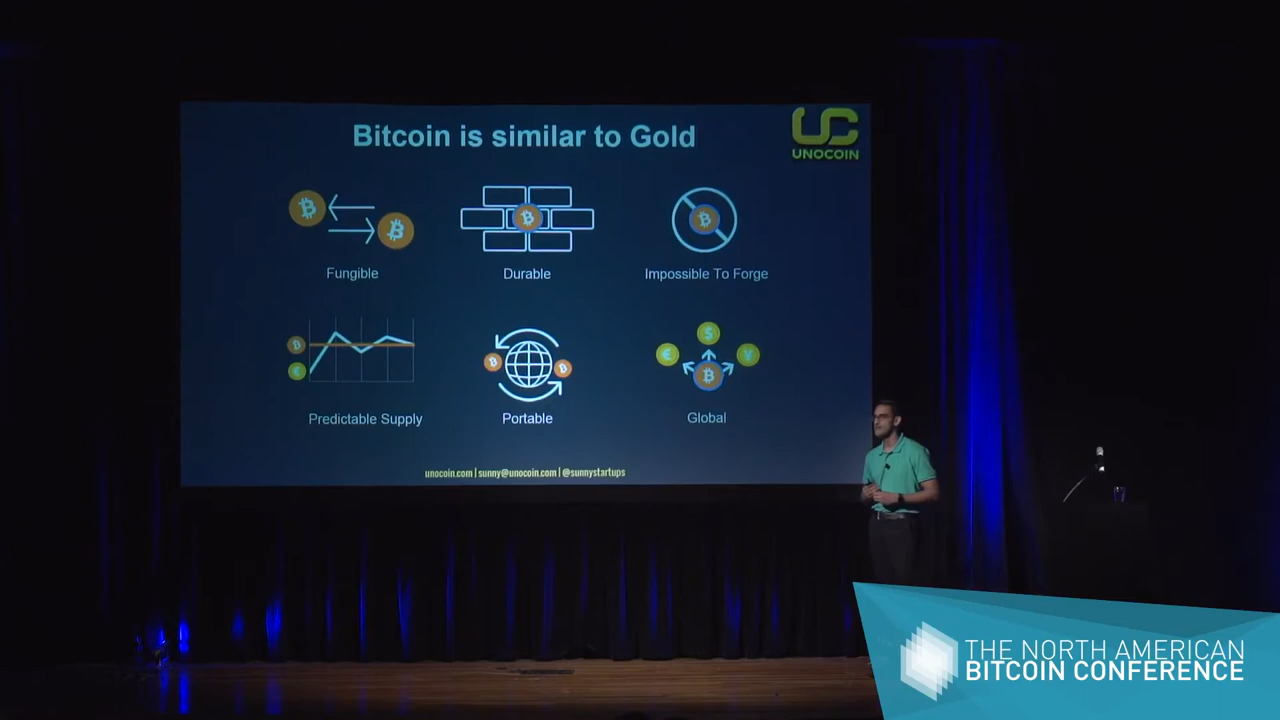 Bitcoin is similar to Gold
UC
UNOCOIN
Fungible
Durable
Impossible To Forge
Predictable Supply
Portable
Global
unocoin.com | sunny@unocoin.com | @sunnystartups
THE NORTH AMERICAN
BITCOIN CONFERENCE